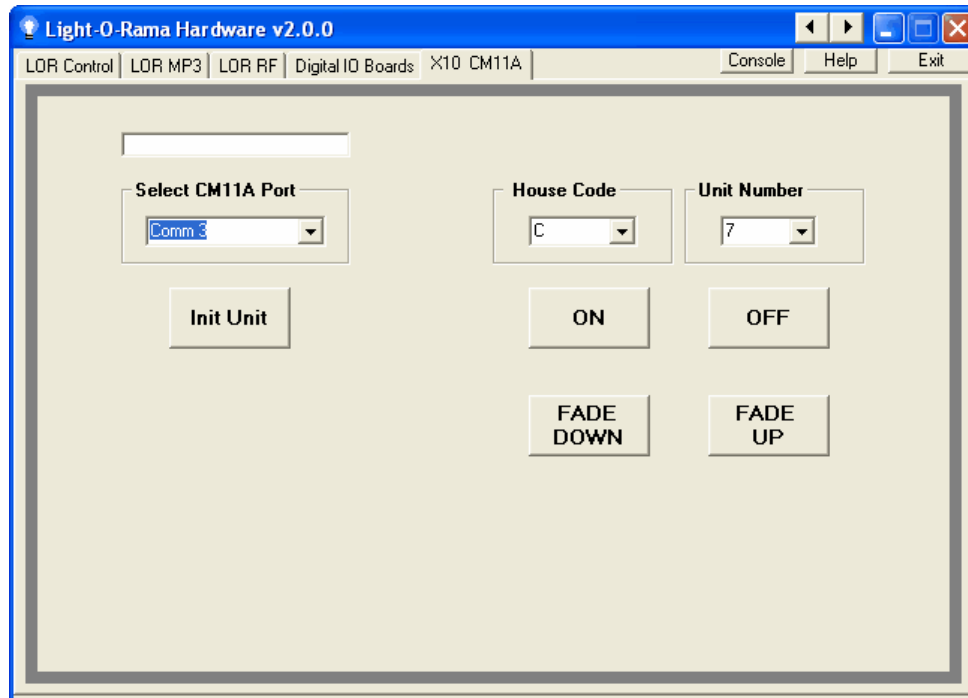 Light-O-Rama Hardware v2.0.0
LOR Control LOR MP3 LOR RF Digital IO Boards X10 CM11A Console Help Exit
Select CM11A Port House Code Unit Number
Comm 3 C 7
Init Unit ON OFF
FADE DOWN
FADE UP